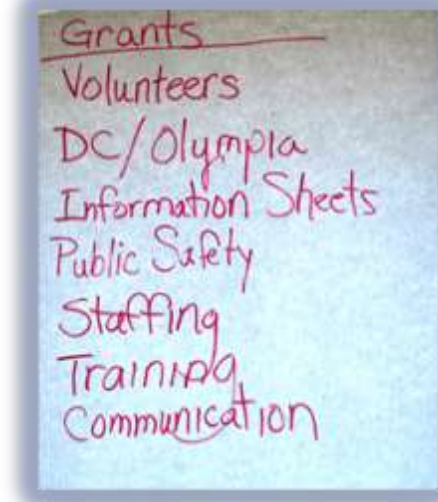 Grants
Volunteers
DC/Olympia
Information Sheets
Public Safety
Staffing
Training
Communication